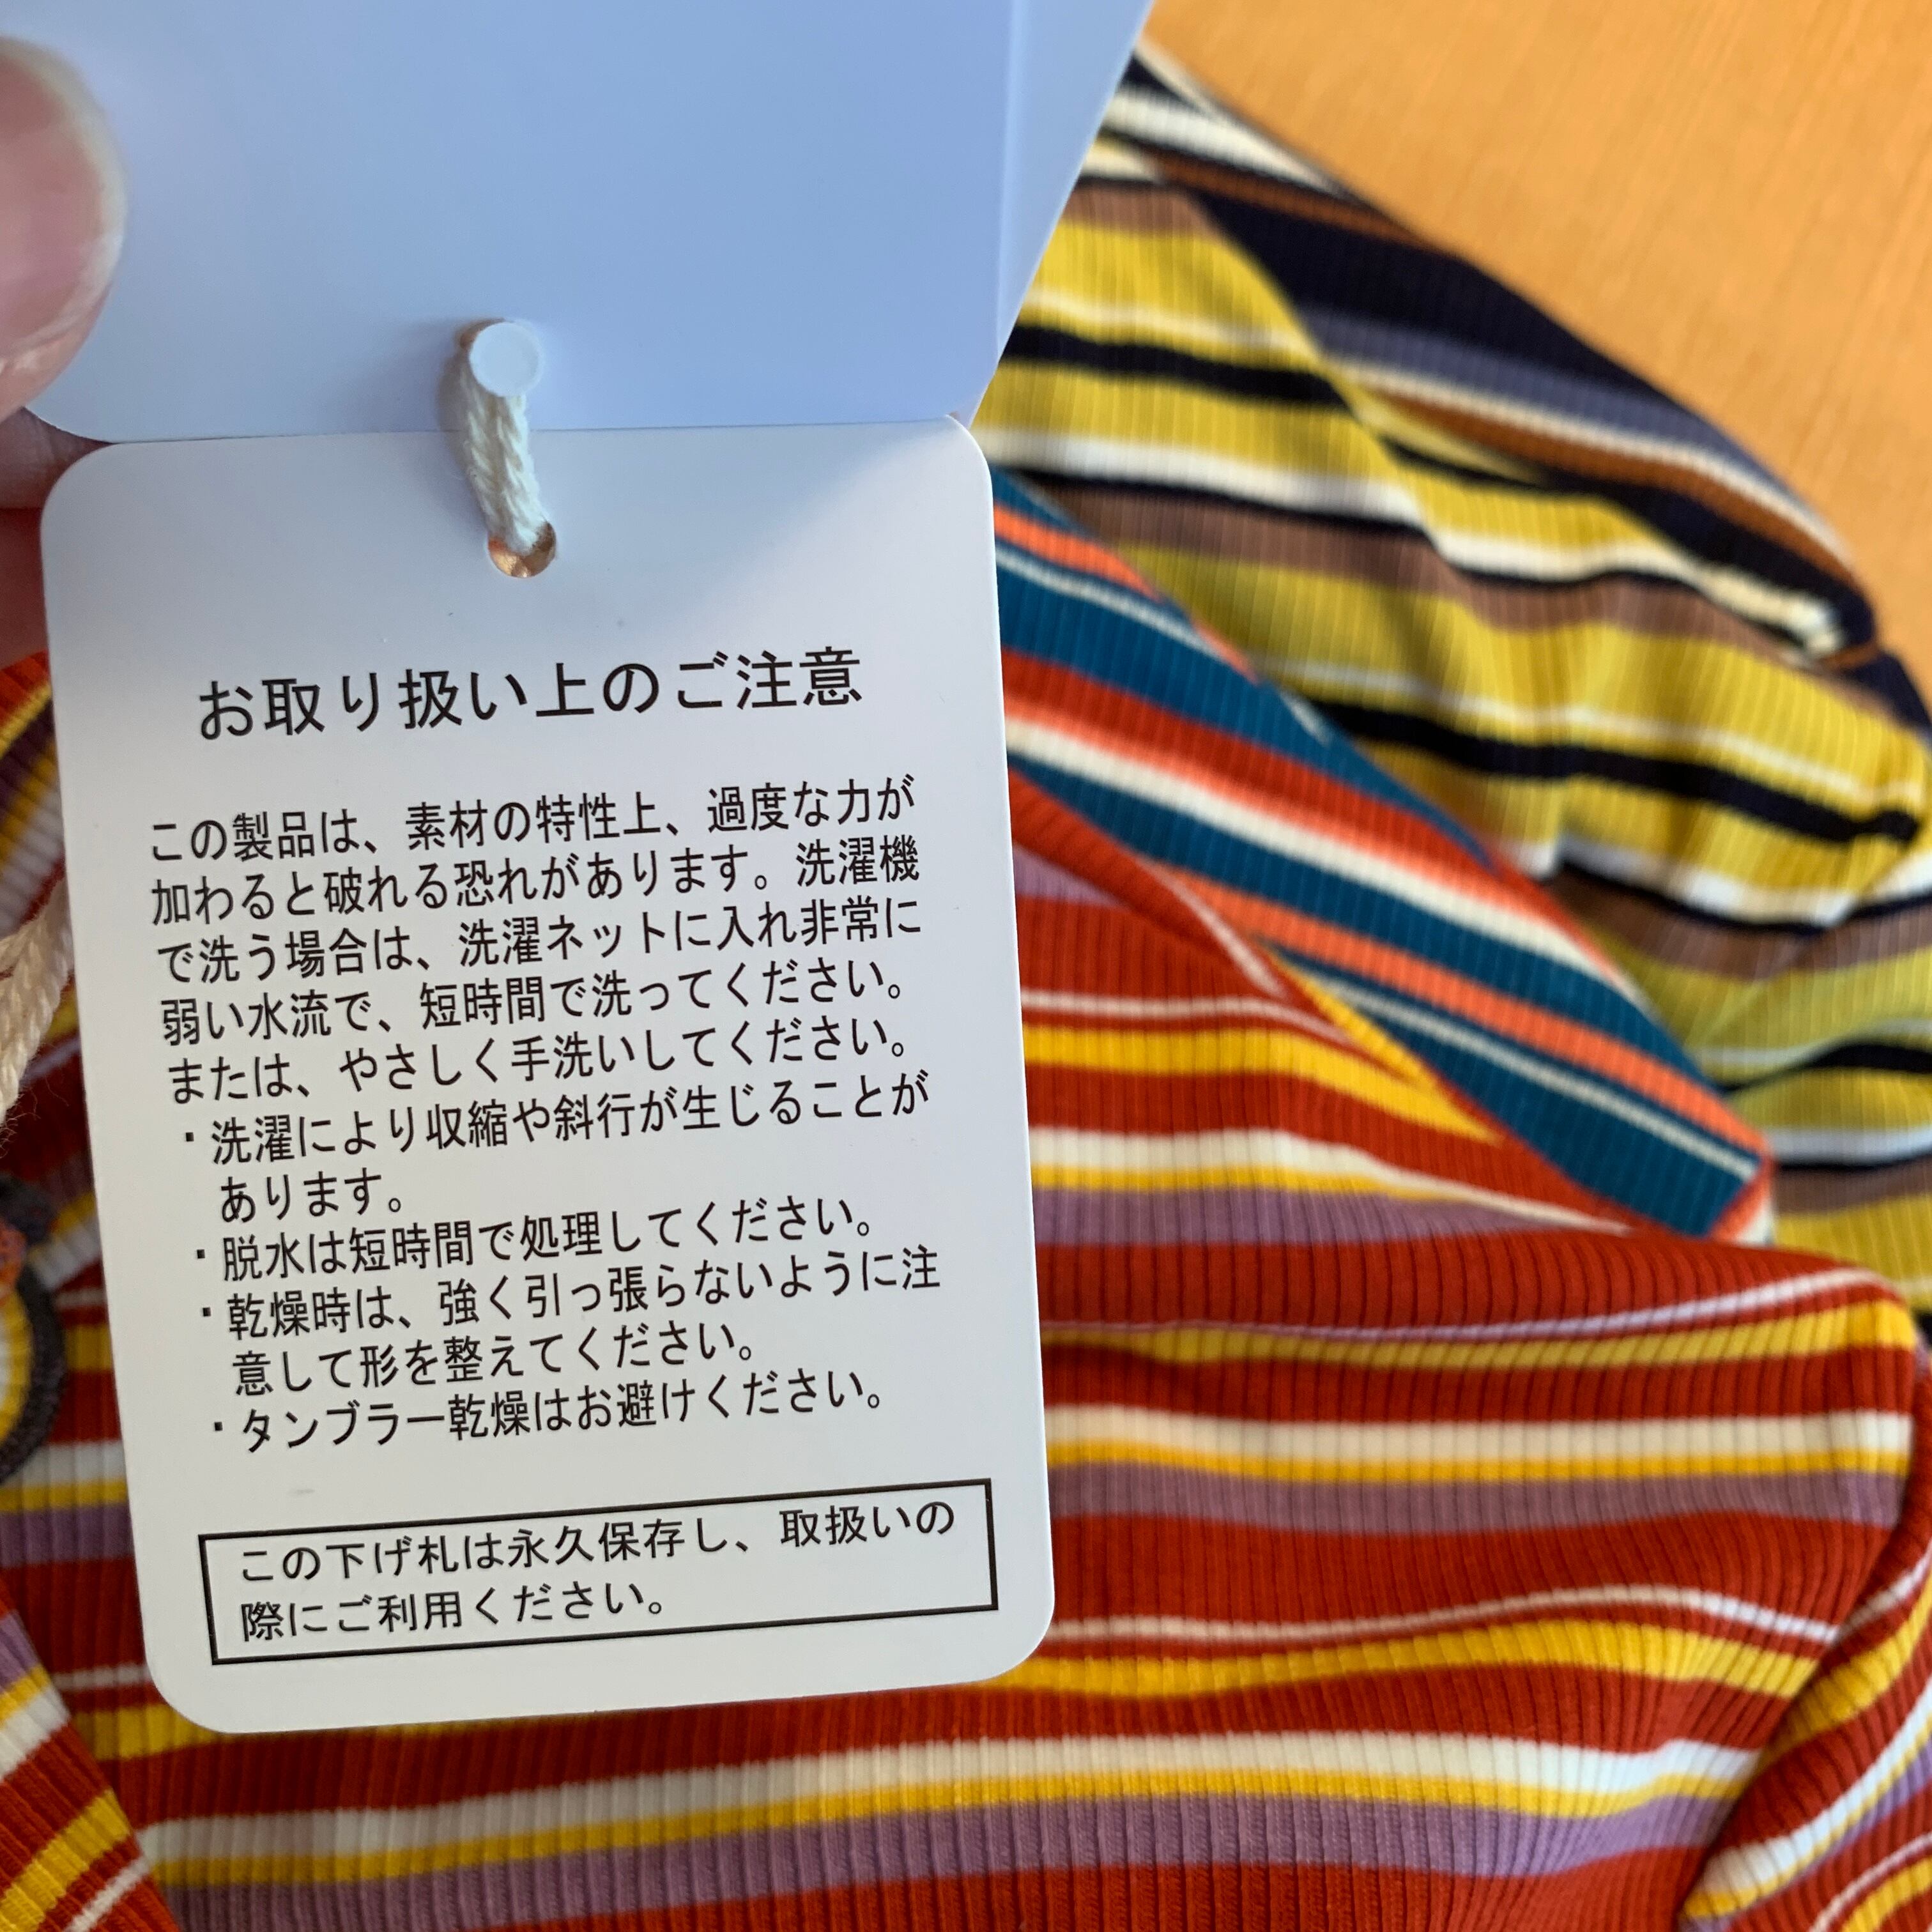 お取り扱い上のご注意
この製品は、素材の特性上、過度な力が
加わると破れる恐れがあります。洗濯機
で洗う場合は、洗濯ネットに入れ非常に
弱い水流で、短時間で洗ってください。
または、やさしく手洗いしてください。
・洗濯により収縮や斜行が生じることが
あります。
・脱水は短時間で処理してください。
・乾燥時は、強く引っ張らないように注
意して形を整えてください。
・タンブラー乾燥はお避けください。
この下げ札は永久保存し、取扱いの
際にご利用ください。